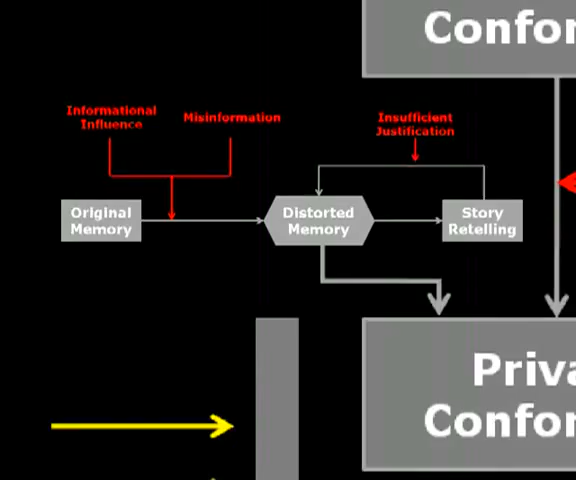 Confor
Informational
Influence
Misinformation
Insufficient
Justification
Original
Memory
Distorted
Memory
Story
Retelling
Priva
Confor